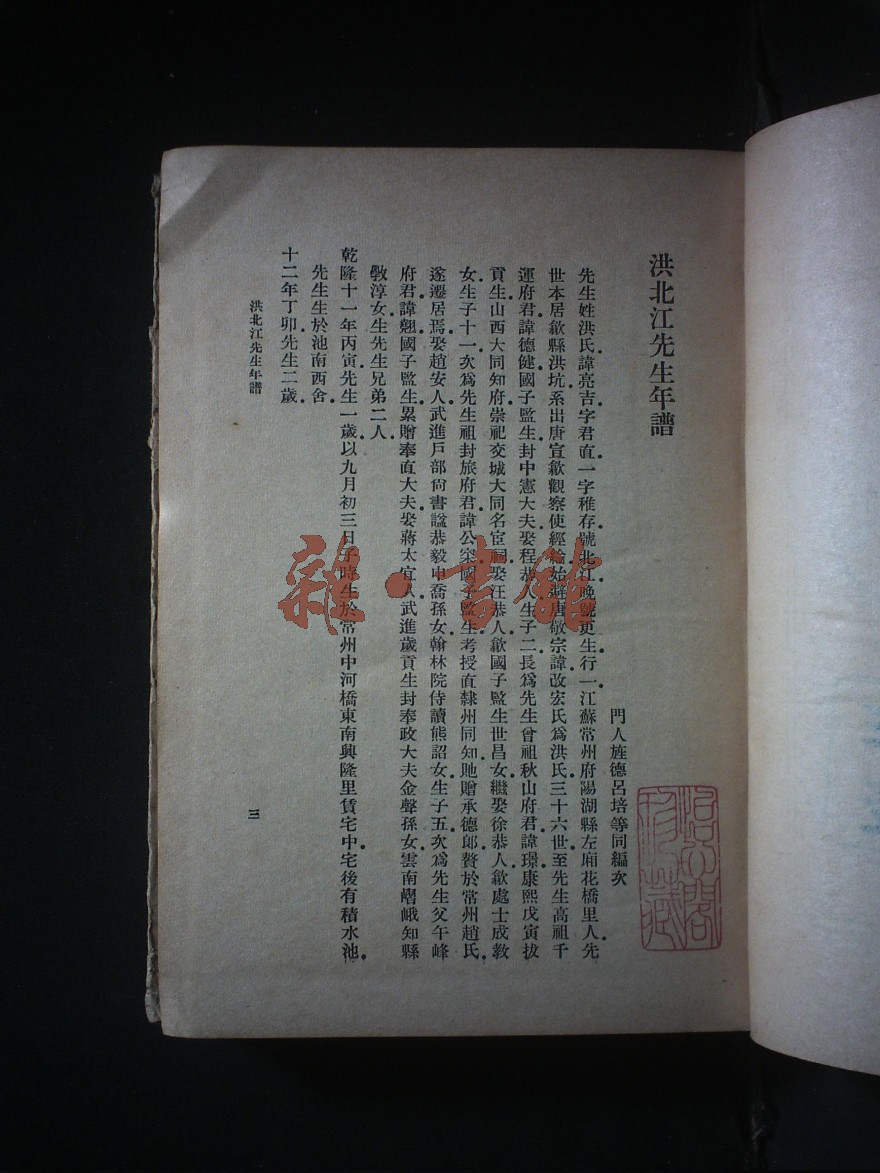 洪北江先生年譜
門人旌德呂培等同編次
先生姓洪氏諱亮吉字君直一字稚存號北江晚號更生行一江蘇常州府陽湖縣左廂花橋里人先
世本居歙縣洪坑系出唐宣歙觀察使經綸始避唐敬宗諱改宏氏爲洪氏三十六世至先生高祖千
運府君諱德健國子監生封中憲大夫娶程恭人生子二長爲先生曾祖秋山府君諱璟康熙戊寅拔
貢生山西大同知府崇祀交城大同名宦祠娶汪恭人歙國子監生世昌女繼娶徐恭人歙處士成教
女生子十一次爲先生祖封旅府君諱公寀國子監生考授直隸州同知貤贈承德郎贅於常州趙氏
遂遷居焉娶趙安人武進戶部尙書諡恭毅申喬孫女翰林院侍讀熊詔女生子五次爲先生父午峰
府君諱翹國子監生累贈奉直大夫娶蔣太宜人武進歲貢生封奉政大夫金聲孫女雲南嶍峨知縣
斅淳女生先生兄弟二人
乾隆十一年丙寅先生一歲以九月初三日子時生於常州中河橋東南興隆里賃宅中宅後有積水池
先生生於池南西舍
十二年丁卯先生二歲
洪北江先生年譜
三
雜·書館